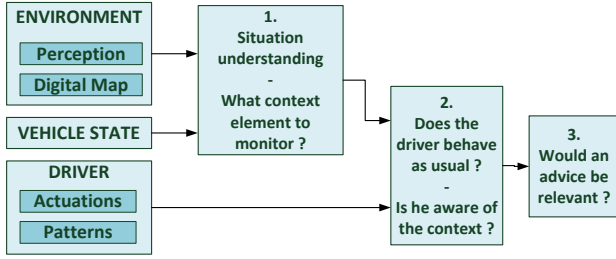 ENVIRONMENT
Perception
Digital Map
VEHICLE STATE
DRIVER
Actuations
Patterns
1.
Situation
understanding
-
What context
element to
monitor ?
2.
Does the
driver behave
as usual ?
-
Is he aware of
the context ?
3.
Would an
advice be
relevant ?